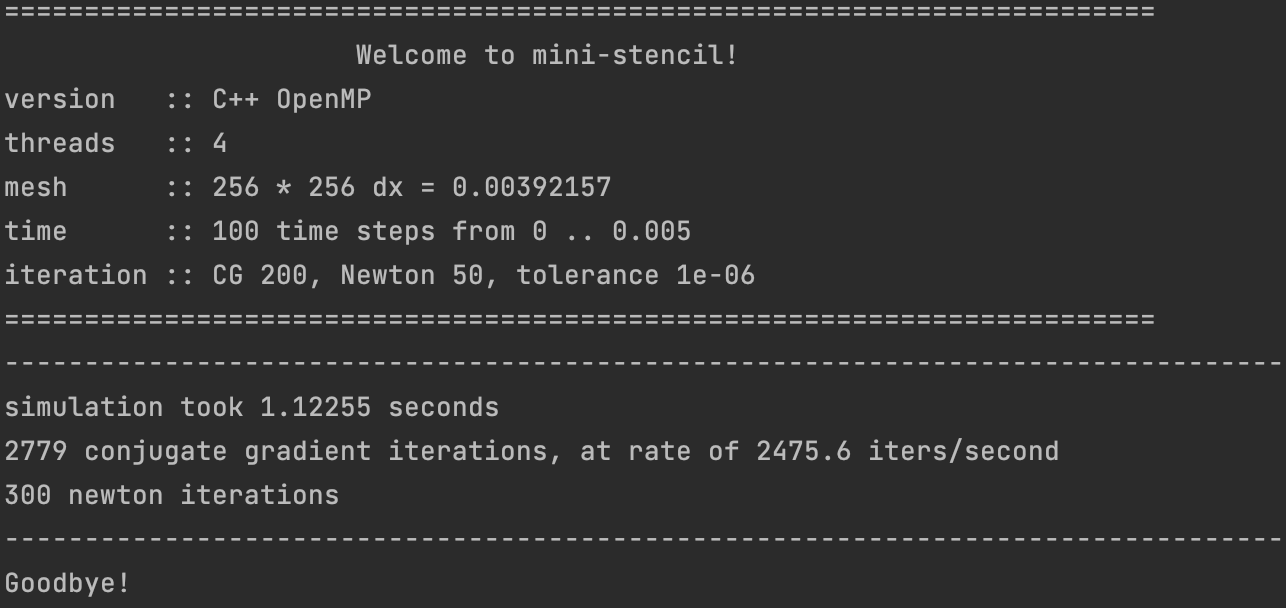 ========================================================================
                      Welcome to mini-stencil!
version   :: C++ OpenMP
threads   :: 4
mesh      :: 256 * 256 dx = 0.00392157
time      :: 100 time steps from 0 .. 0.005
iteration :: CG 200, Newton 50, tolerance 1e-06
========================================================================
--------------------------------------------------------------------------------
simulation took 1.12255 seconds
2779 conjugate gradient iterations, at rate of 2475.6 iters/second
300 newton iterations
--------------------------------------------------------------------------------
Goodbye!